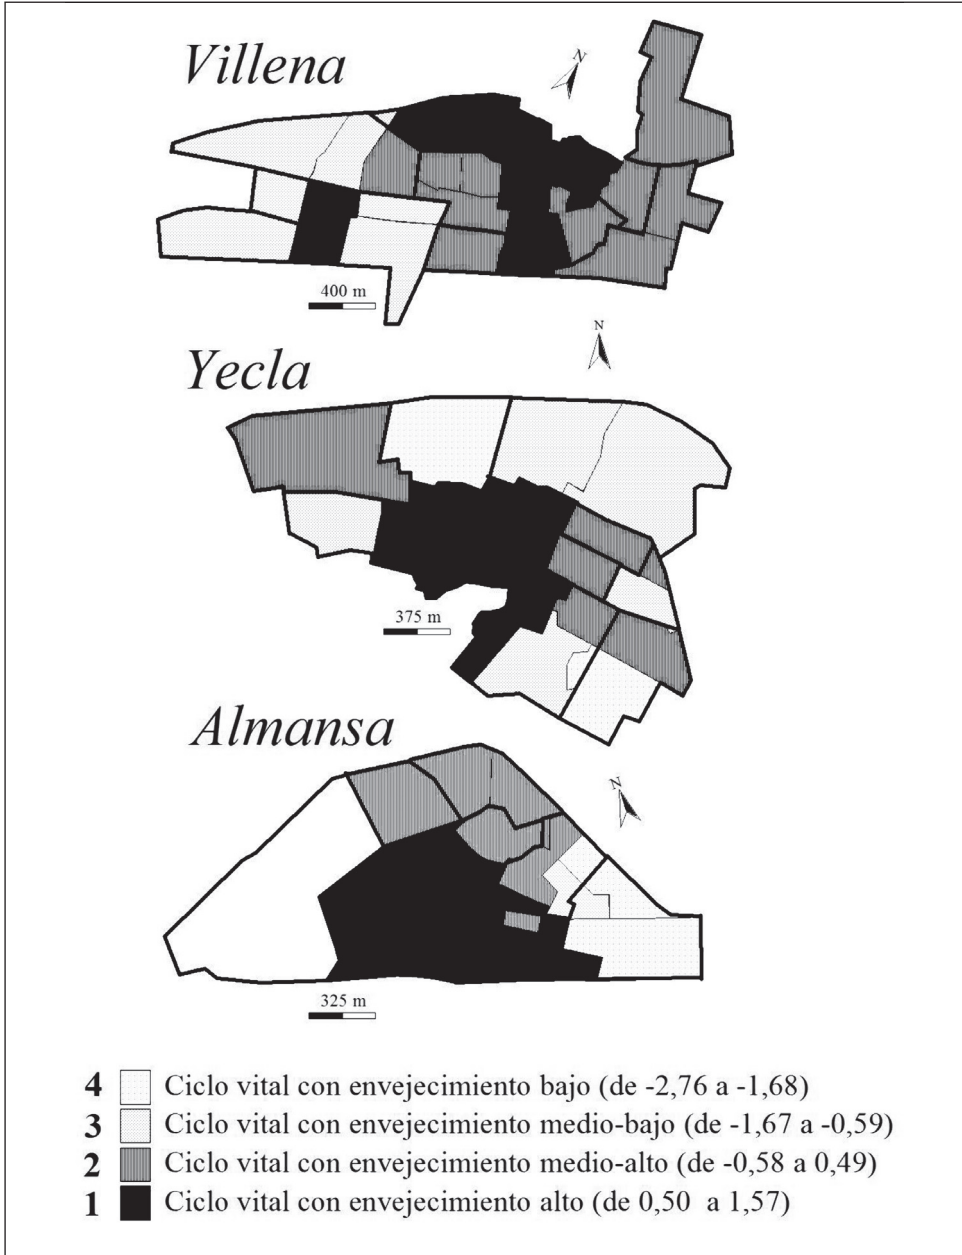 Villena
N
400 m
N
Yecla
375 m
Almansa
N
325 m
4 Ciclo vital con envejecimiento bajo (de -2,76 a -1,68)
3 Ciclo vital con envejecimiento medio-bajo (de -1,67 a -0,59)
2 Ciclo vital con envejecimiento medio-alto (de -0,58 a 0,49)
1 Ciclo vital con envejecimiento alto (de 0,50 a 1,57)